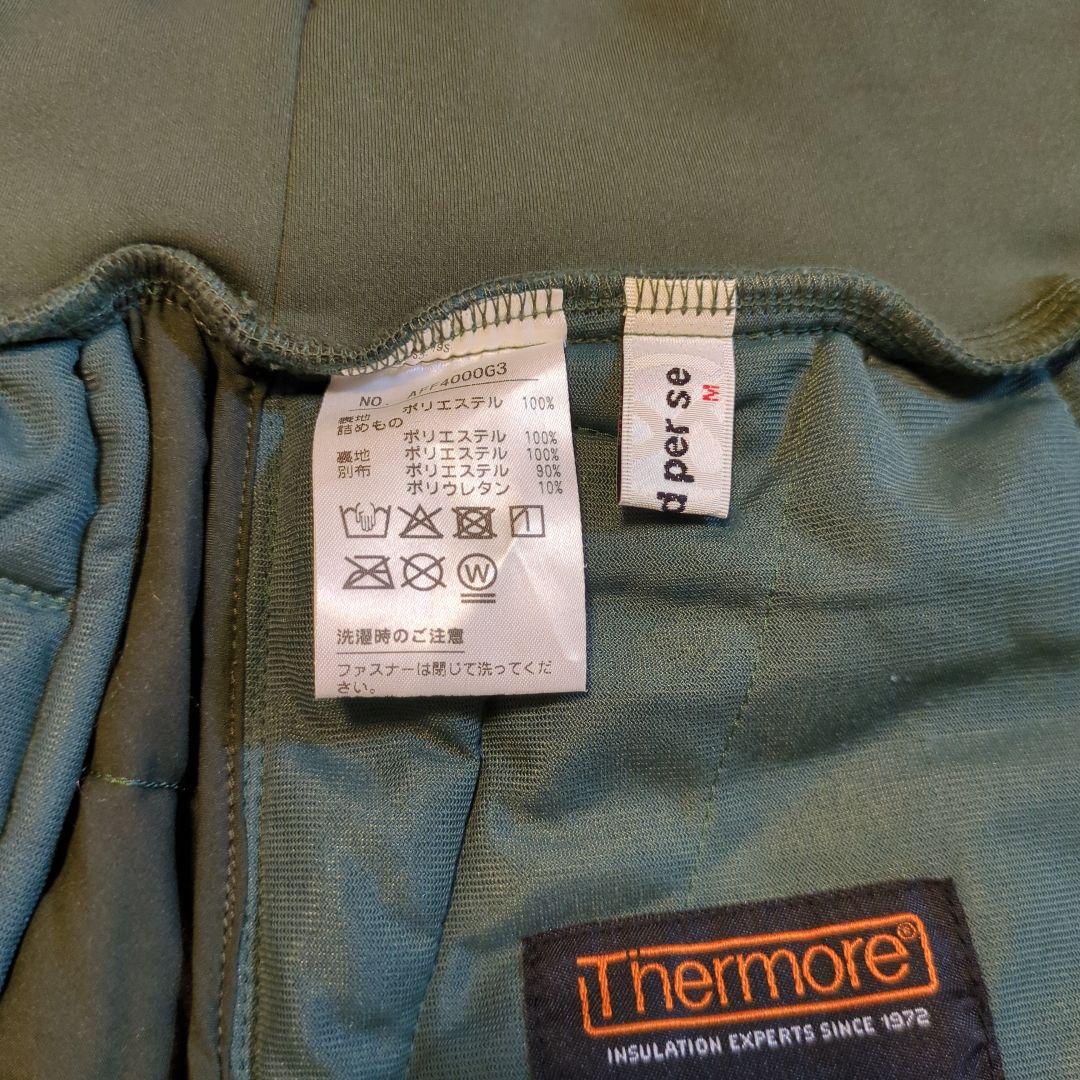 NO. AFF4000G3
表地 ポリエステル 100%
詰めもの
ポリエステル 100%
裏地 ポリエステル 100%
別布 ポリエステル 90%
ポリウレタン 10%
W
洗濯時のご注意
ファスナーは閉じて洗ってくだ
さい。
d per se
M
Thermore®
INSULATION EXPERTS SINCE 1972